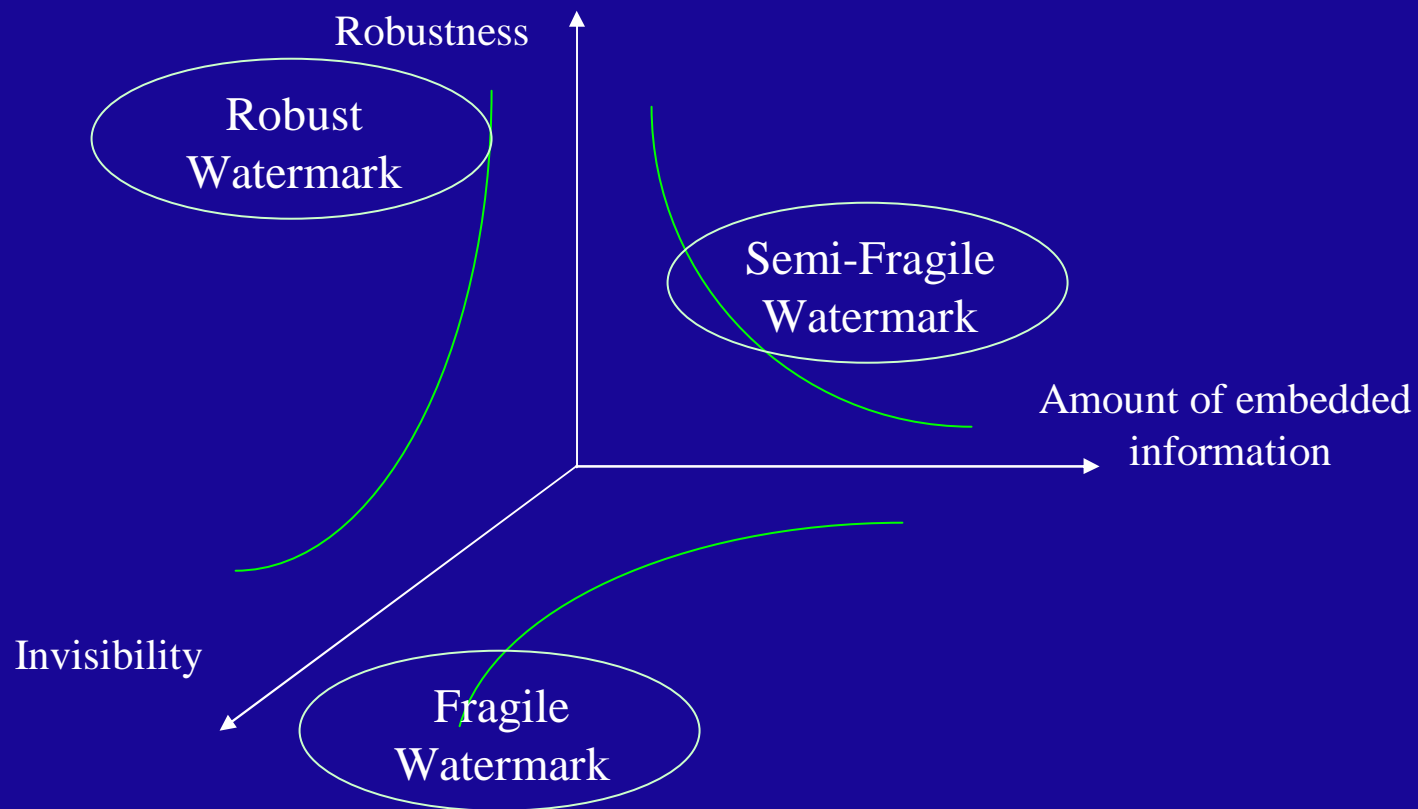 Robustness
Robust
Watermark
Semi-Fragile
Watermark
Amount of embedded
information
Invisibility
Fragile
Watermark